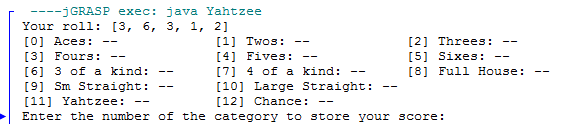 ----jGRASP exec: java Yahtzee
Your roll: [3, 6, 3, 1, 2]
[0] Aces: -- [1] Twos: -- [2] Threes: --
[3] Fours: -- [4] Fives: -- [5] Sixes: --
[6] 3 of a kind: -- [7] 4 of a kind: -- [8] Full House: --
[9] Sm Straight: -- [10] Large Straight: --
[11] Yahtzee: -- [12] Chance: --
Enter the number of the category to store your score: